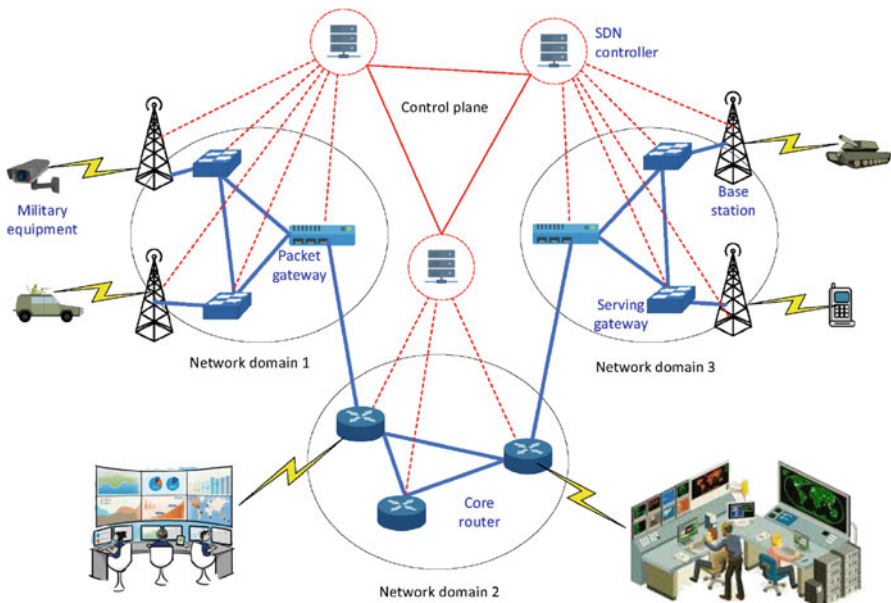 SDN
controller
Control plane
Military
equipment
Packet
gateway
Base
station
Serving
gateway
Network domain 1
Network domain 3
Core
router
Network domain 2